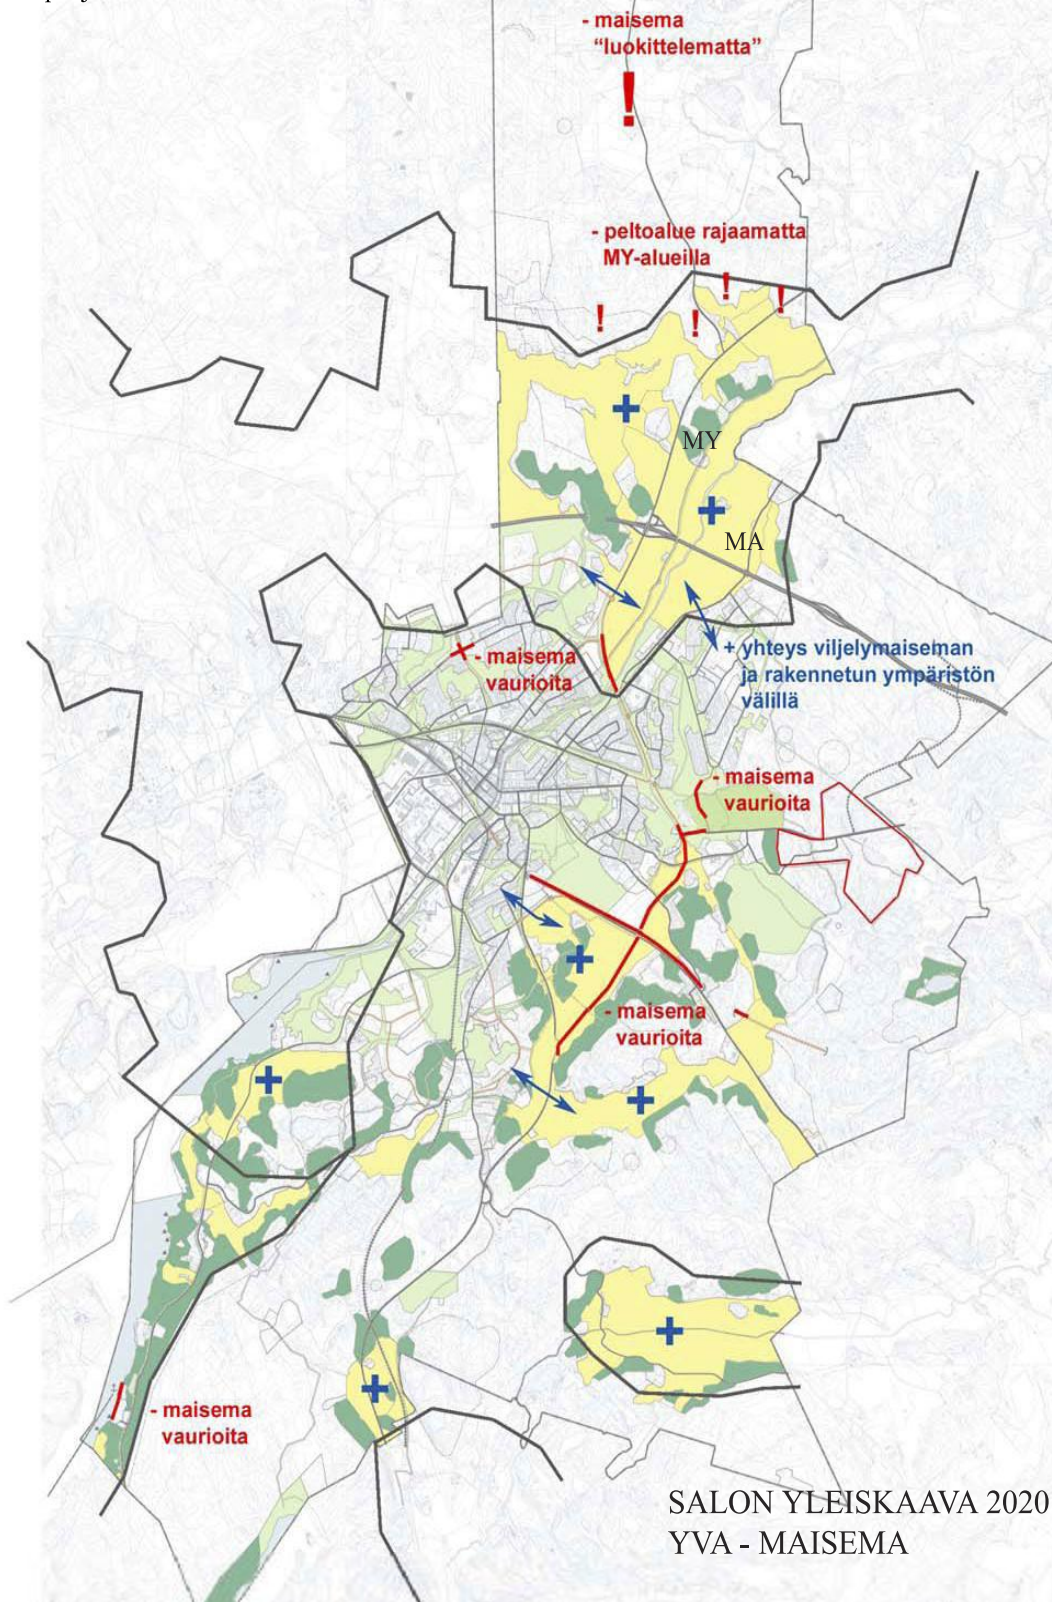 - maisema
“luokittelematta”
!
- peltoalue rajaamatta
MY-alueilla
! ! ! !
MY
MA
+ yhteys viljelymaiseman
ja rakennetun ympäristön
välillä
- maisema
vaurioita
- maisema
vaurioita
- maisema
vaurioita
- maisema
vaurioita
SALON YLEISKAAVA 2020
YVA - MAISEMA